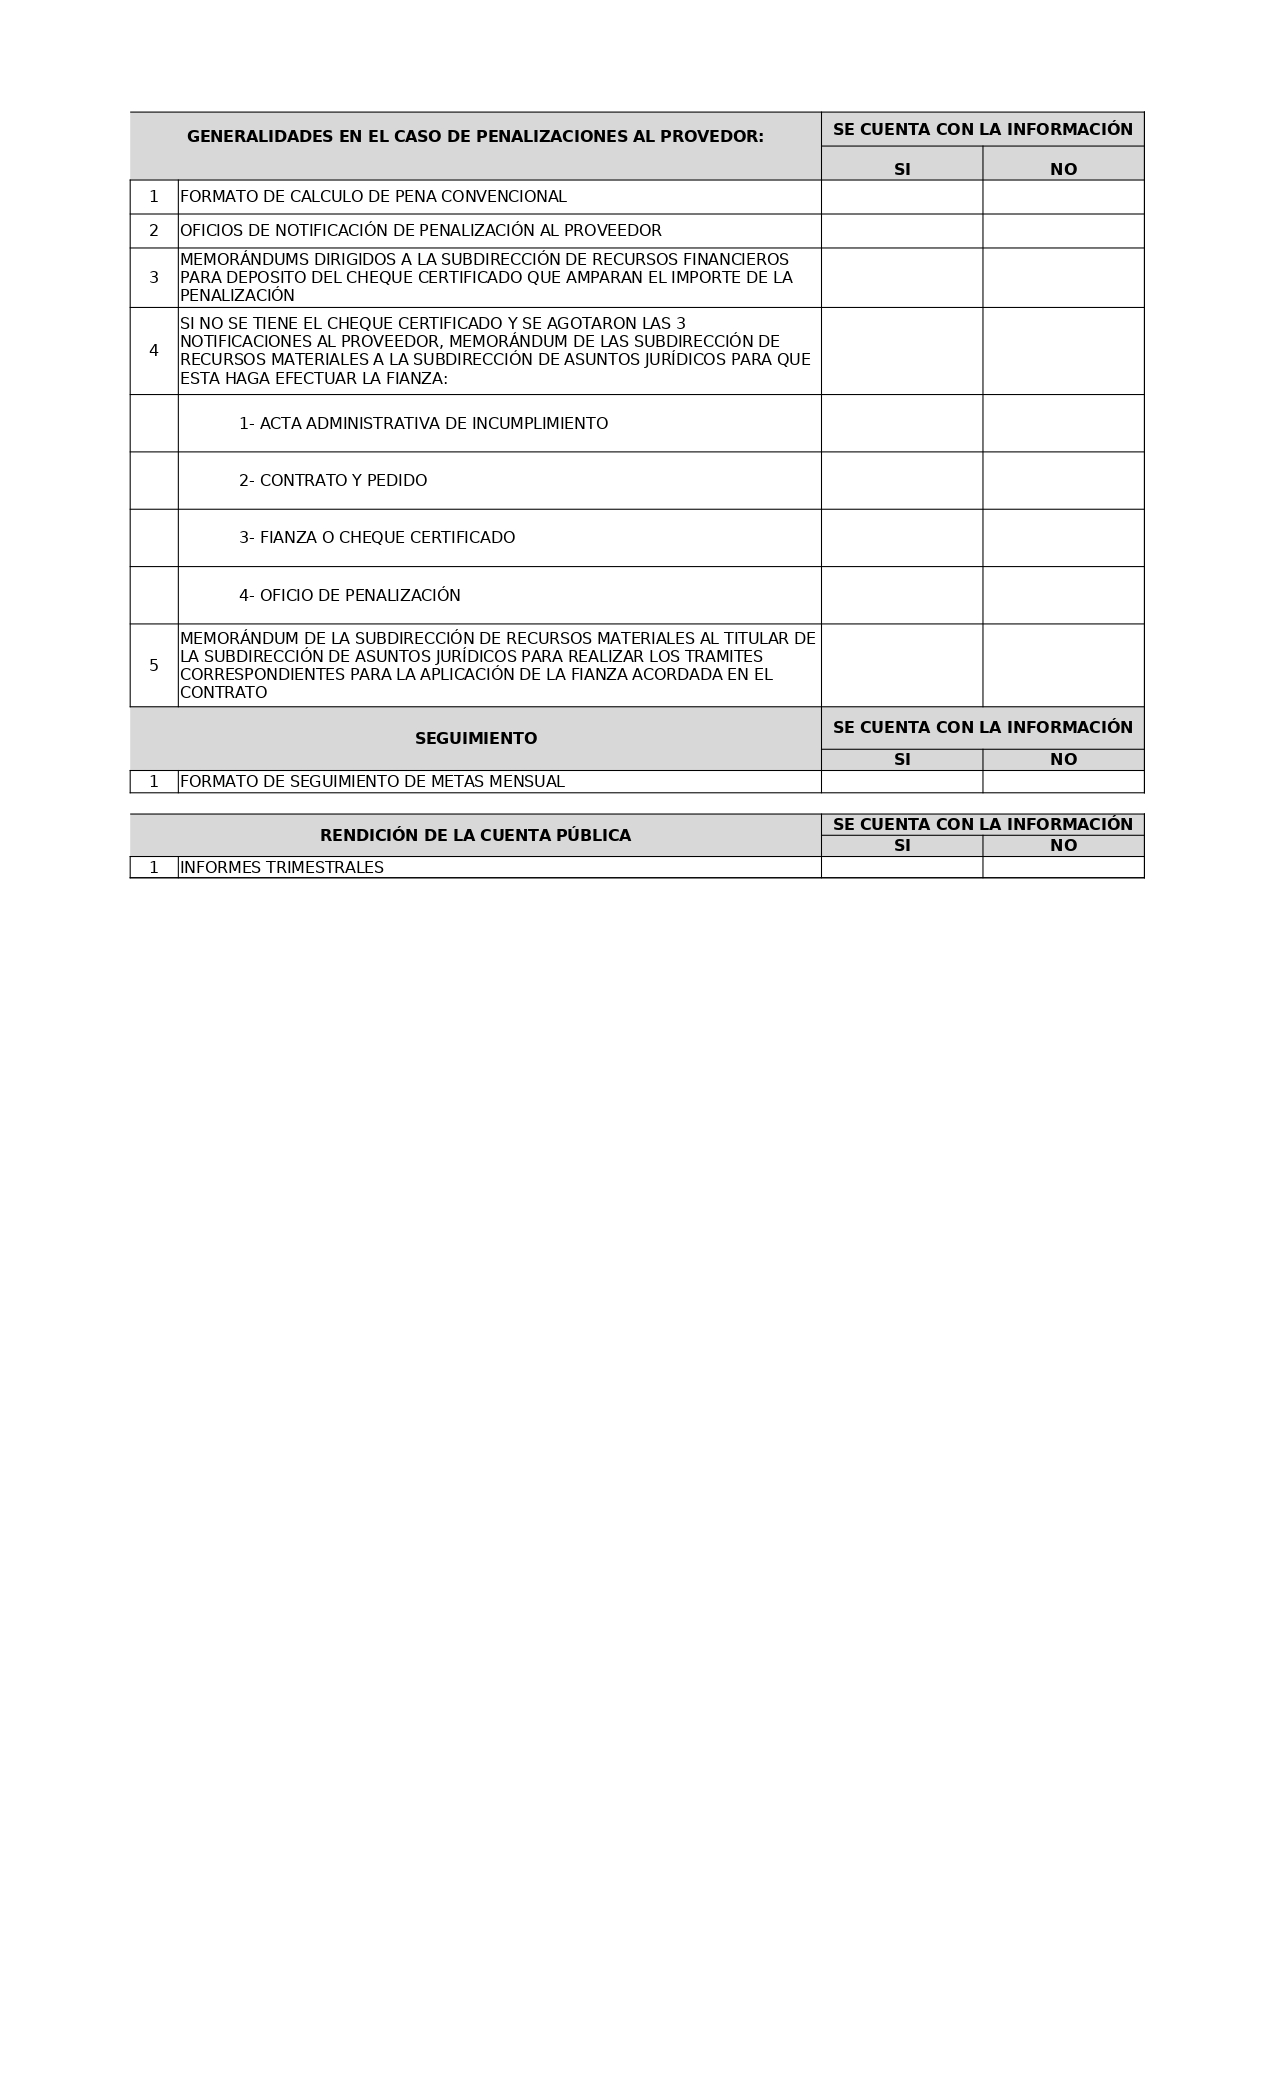 GENERALIDADES EN EL CASO DE PENALIZACIONES AL PROVEDOR:
SE CUENTA CON LA INFORMACIÓN
SI NO
1 FORMATO DE CALCULO DE PENA CONVENCIONAL
2 OFICIOS DE NOTIFICACIÓN DE PENALIZACIÓN AL PROVEEDOR
3 MEMORÁNDUMS DIRIGIDOS A LA SUBDIRECCIÓN DE RECURSOS FINANCIEROS
PARA DEPOSITO DEL CHEQUE CERTIFICADO QUE AMPARAN EL IMPORTE DE LA
PENALIZACIÓN
4 SI NO SE TIENE EL CHEQUE CERTIFICADO Y SE AGOTARON LAS 3
NOTIFICACIONES AL PROVEEDOR, MEMORÁNDUM DE LAS SUBDIRECCIÓN DE
RECURSOS MATERIALES A LA SUBDIRECCIÓN DE ASUNTOS JURÍDICOS PARA QUE
ESTA HAGA EFECTUAR LA FIANZA:
1- ACTA ADMINISTRATIVA DE INCUMPLIMIENTO
2- CONTRATO Y PEDIDO
3- FIANZA O CHEQUE CERTIFICADO
4- OFICIO DE PENALIZACIÓN
5 MEMORÁNDUM DE LA SUBDIRECCIÓN DE RECURSOS MATERIALES AL TITULAR DE
LA SUBDIRECCIÓN DE ASUNTOS JURÍDICOS PARA REALIZAR LOS TRAMITES
CORRESPONDIENTES PARA LA APLICACIÓN DE LA FIANZA ACORDADA EN EL
CONTRATO
SEGUIMIENTO
SE CUENTA CON LA INFORMACIÓN
SI NO
1 FORMATO DE SEGUIMIENTO DE METAS MENSUAL
RENDICIÓN DE LA CUENTA PÚBLICA
SE CUENTA CON LA INFORMACIÓN
SI NO
1 INFORMES TRIMESTRALES